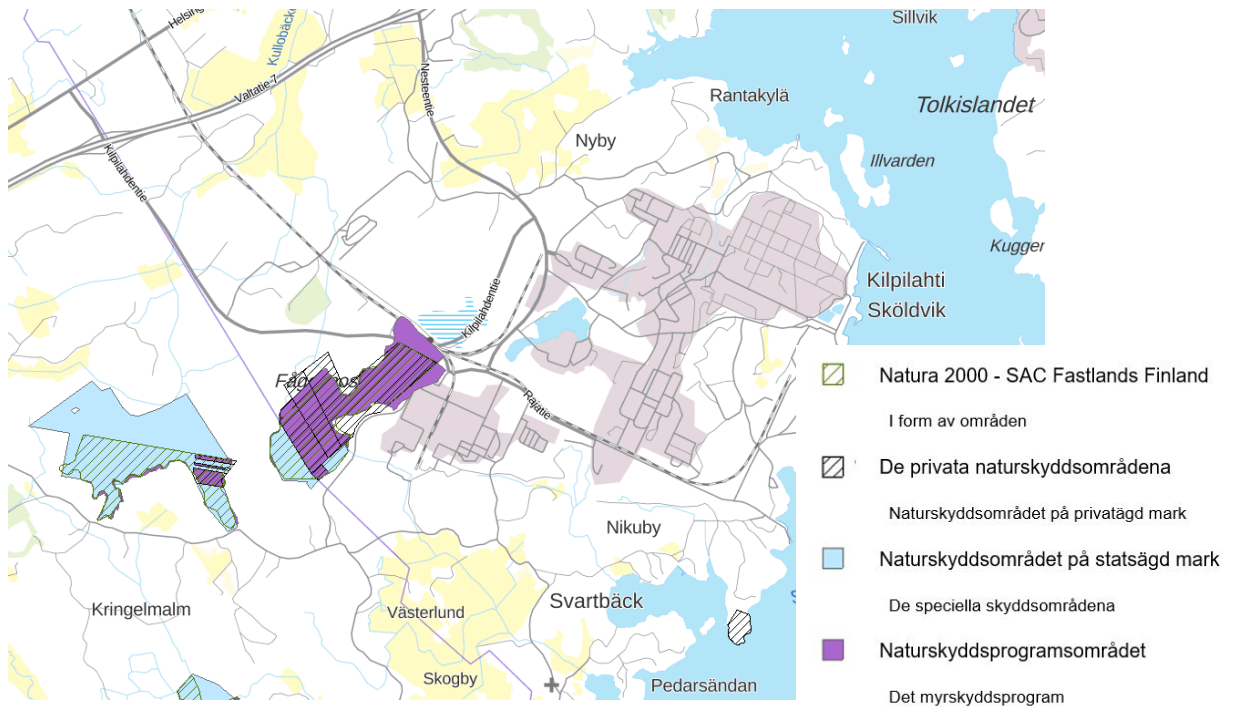 Sillvik
Helsing
Kullobäck
Valtatie 7
Nesteentie
Rantakylä
Tolkislandet
Nyby
Illvarden
Kilpilahdentie
Kugger
Kilpilahti
Sköldvik
Kilpilahdentie
Rajatie
Nikuby
Kringelmalm
Västerlund
Svartbäck
Skogby
Pedarsändan
Natura 2000 - SAC Fastlands Finland
I form av områden
De privata naturskyddsområdena
Naturskyddsområdet på privatägd mark
Naturskyddsområdet på statsägd mark
De speciella skyddsområdena
Naturskyddsprogramsområdet
Det myrskyddsprogram